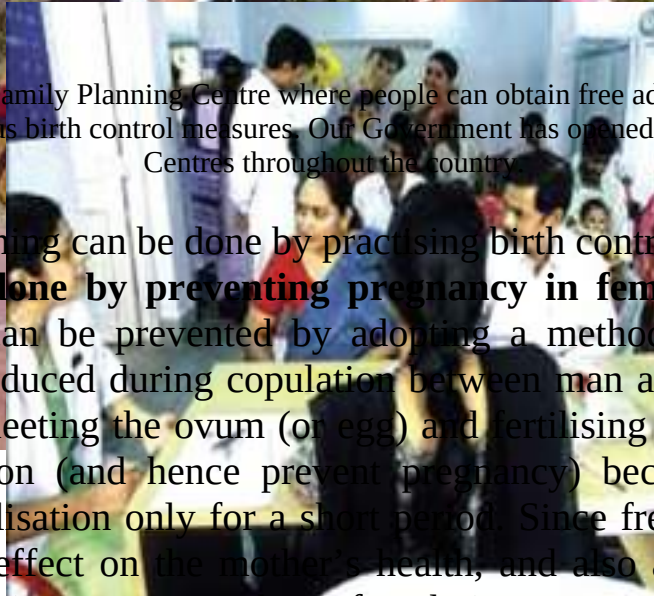 amily Planning Centre where people can obtain free ad
us birth control measures. Our Government has opened
Centres throughout the country.
ning can be done by practising birth contr
done by preventing pregnancy in fem
an be prevented by adopting a method
duced during copulation between man a
eeting the ovum (or egg) and fertilising
on (and hence prevent pregnancy) bec
lisation only for a short period. Since fre
effect on the mother's health, and also a